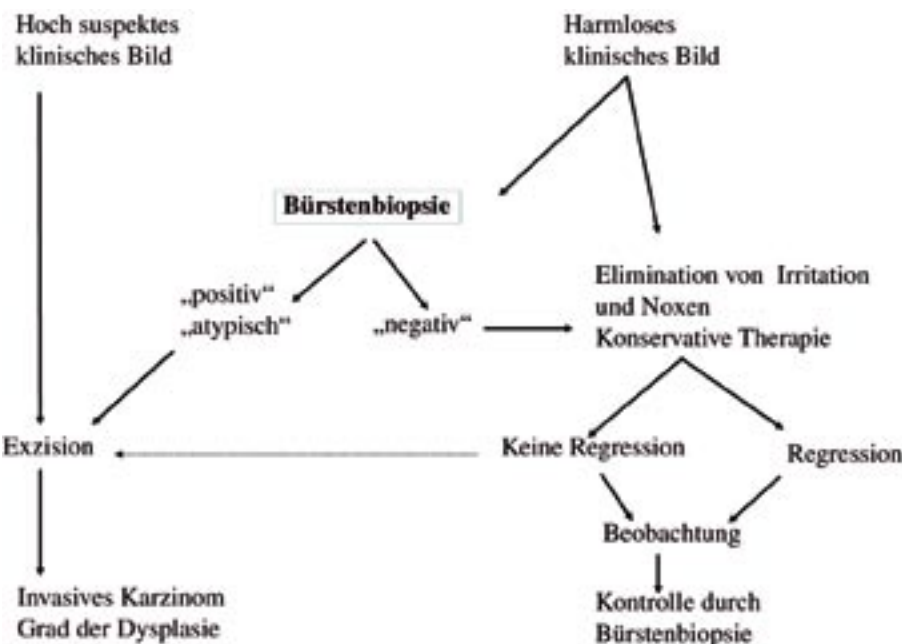 Hoch suspektes
klinisches Bild
Harmloses
klinisches Bild
Bürstenbiopsie
„positiv“
„atypisch“
„negativ“
Elimination von Irritation
und Noxen
Konservative Therapie
Exzision
Keine Regression
Regression
Beobachtung
Invasives Karzinom
Grad der Dysplasie
Kontrolle durch
Bürstenbiopsie